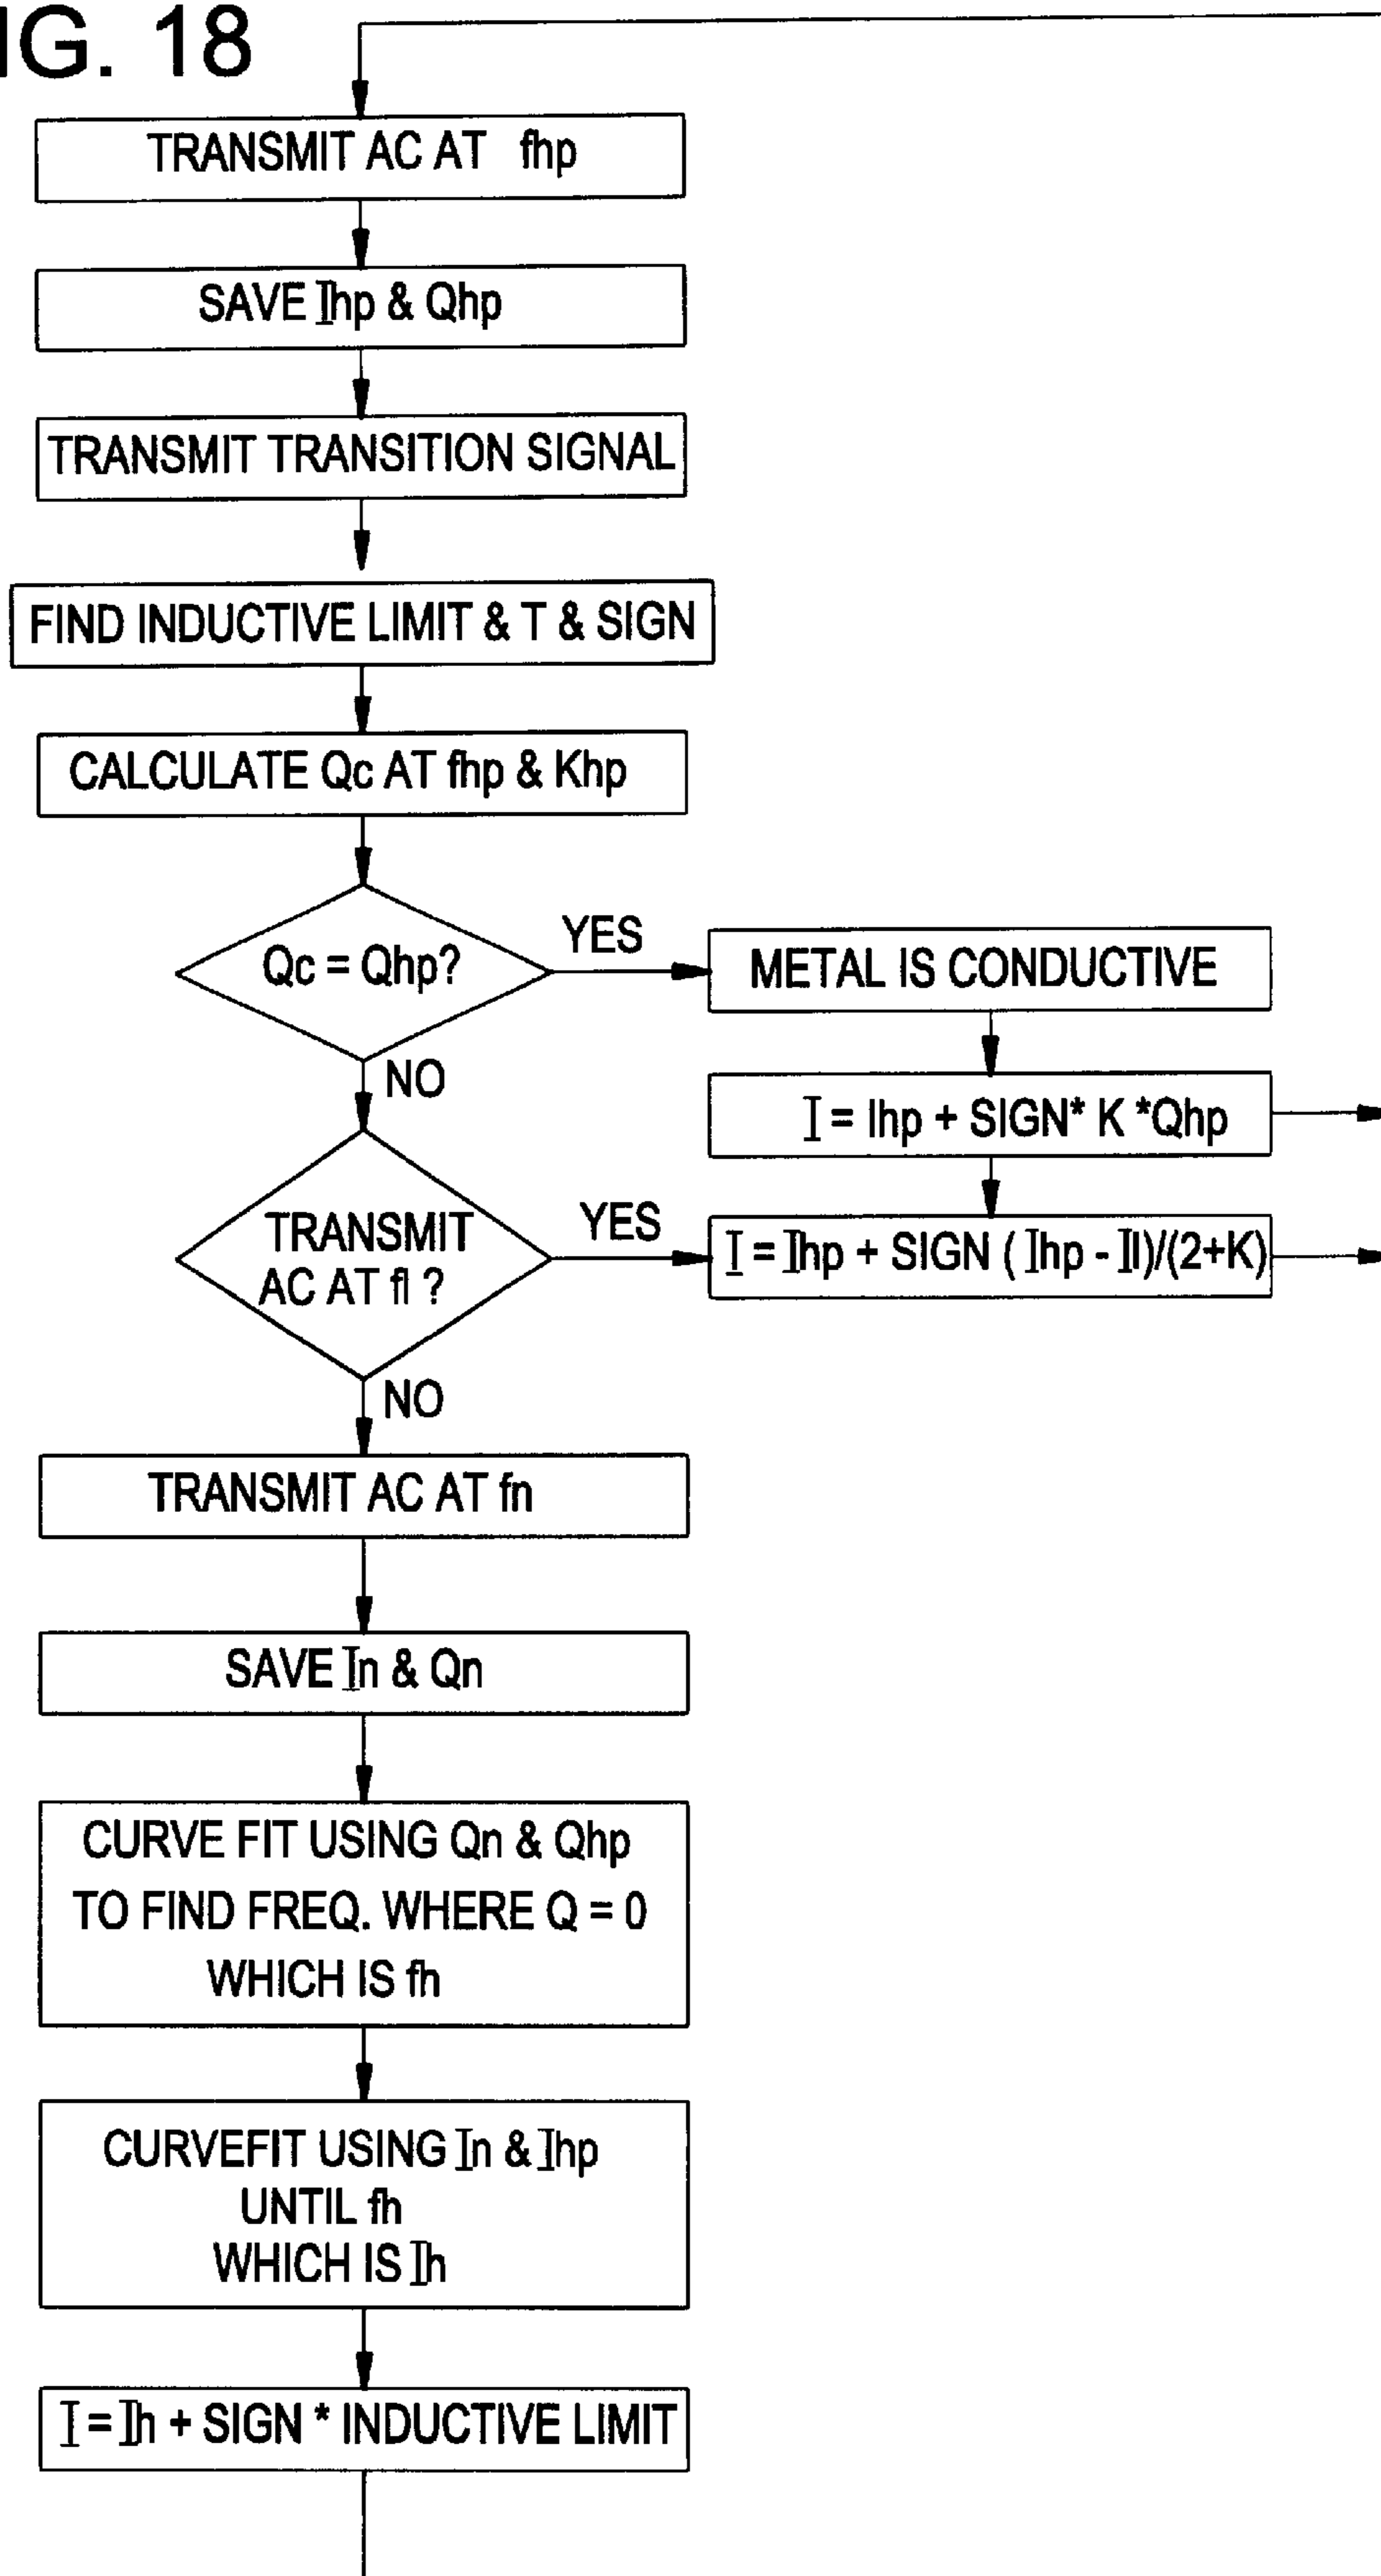 IG. 18
TRANSMIT AC AT fhp
SAVE Ihp & Qhp
TRANSMIT TRANSITION SIGNAL
FIND INDUCTIVE LIMIT & T & SIGN
CALCULATE Qc AT fhp & Khp
Qc = Qhp?
YES
METAL IS CONDUCTIVE
NO
I = Ihp + SIGN* K *Qhp
TRANSMIT
AC AT fl ?
YES
I = Ihp + SIGN ( Ihp - Il)/(2+K)
NO
TRANSMIT AC AT fn
SAVE In & Qn
CURVE FIT USING Qn & Qhp
TO FIND FREQ. WHERE Q = 0
WHICH IS fh
CURVEFIT USING In & Ihp
UNTIL fh
WHICH IS Ih
I = Ih + SIGN * INDUCTIVE LIMIT